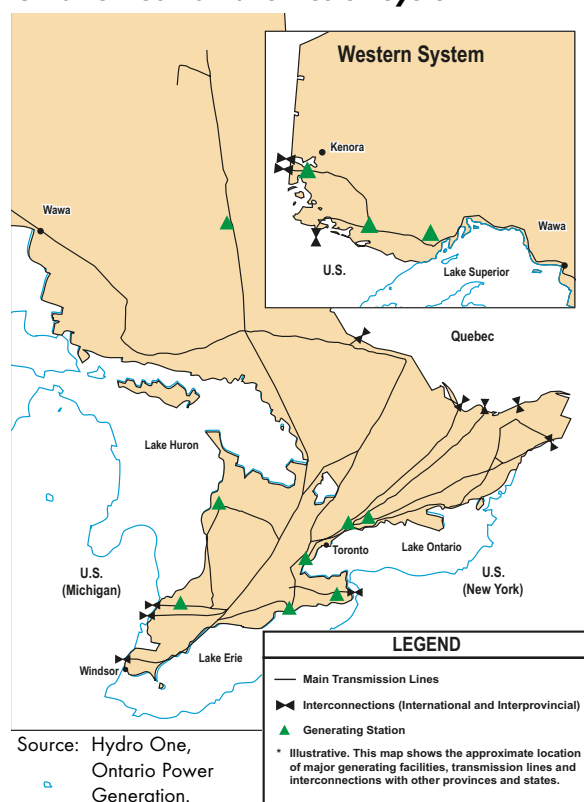 Western System
Kenora
Wawa
U.S.
Lake Superior
Wawa
Quebec
Lake Huron
Toronto
Lake Ontario
U.S.
(Michigan)
U.S.
(New York)
Lake Erie
Windsor
LEGEND
Main Transmission Lines
Interconnections (International and Interprovincial)
Generating Station
* Illustrative. This map shows the approximate location
of major generating facilities, transmission lines and
interconnections with other provinces and states.
Source: Hydro One,
Ontario Power
Generation.